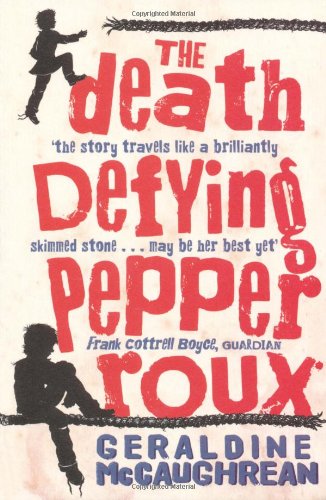 THE
death
'the story travels like a brilliantly
Defying
skimmed stone . . . may be her best yet'
pepper
Frank Cottrell Boyce, GUARDIAN
roux
GERALDINE
McCAUGHREAN